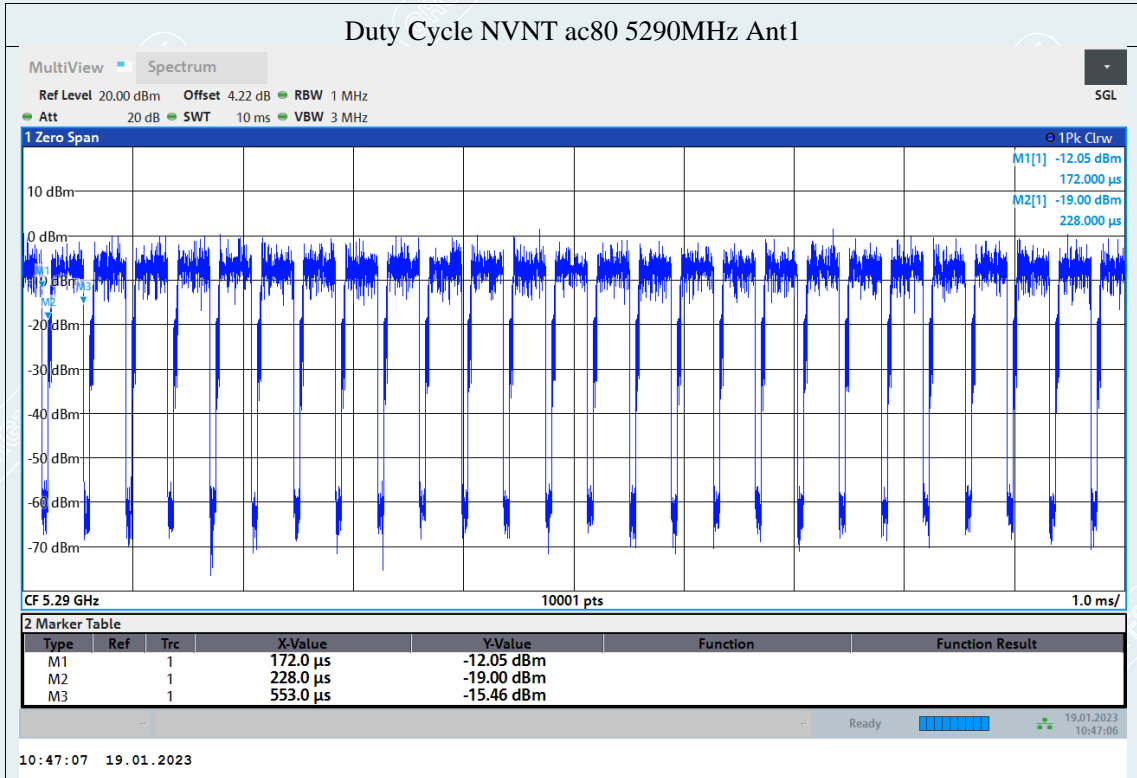 Duty Cycle NVNT ac80 5290MHz Ant1
MultiView Spectrum
Ref Level 20.00 dBm Offset 4.22 dB RBW 1 MHz SGL
Att 20 dB SWT 10 ms VBW 3 MHz
1 Zero Span 1Pk Clrw
M1[1] -12.05 dBm
172.000 µs
M2[1] -19.00 dBm
228.000 µs
10 dBm
0 dBm
M1
-10 dBm
M3
M2
-20 dBm
-30 dBm
-40 dBm
-50 dBm
-60 dBm
-70 dBm
CF 5.29 GHz 10001 pts 1.0 ms/
2 Marker Table
Type Ref Trc X-Value Y-Value Function Function Result
M1 1 172.0 µs -12.05 dBm
M2 1 228.0 µs -19.00 dBm
M3 1 553.0 µs -15.46 dBm
Ready 19.01.2023
10:47:06
10:47:07 19.01.2023